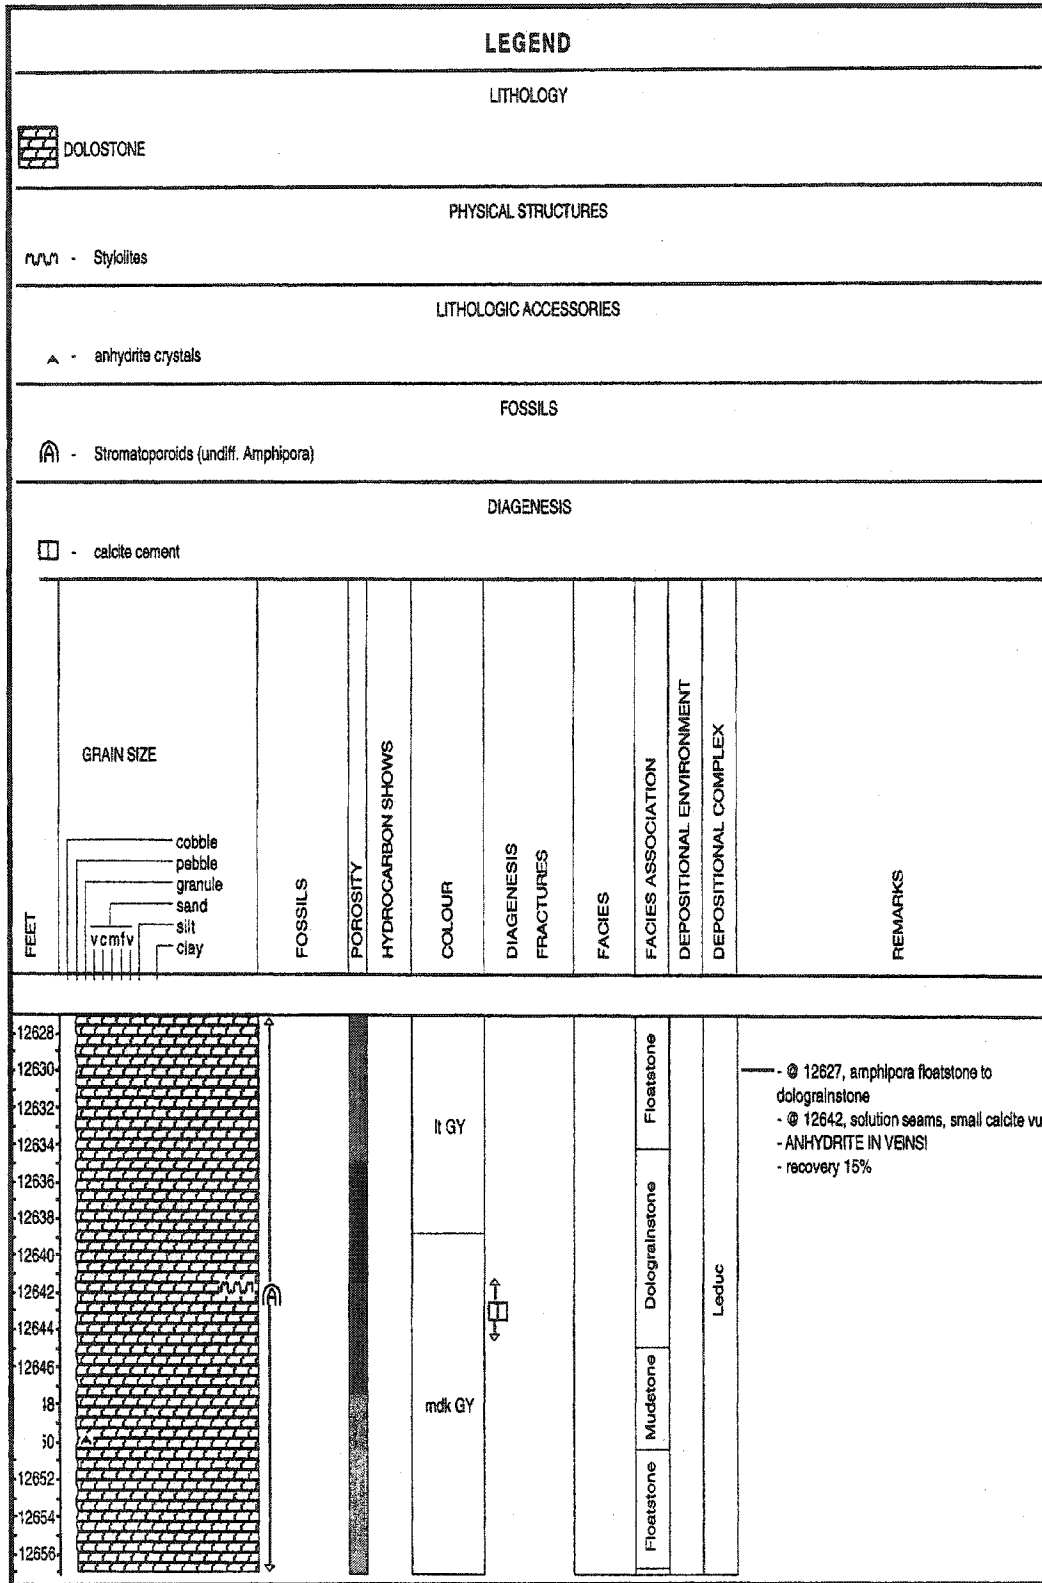 LEGEND
LITHOLOGY
DOLOSTONE
PHYSICAL STRUCTURES
- Stylolites
LITHOLOGIC ACCESSORIES
- anhydrite crystals
FOSSILS
A - Stromatoporoids (undiff. Amphipora)
DIAGENESIS
- calcite cement
FEET
GRAIN SIZE
cobble
pebble
granule
sand
vcmfv
silt
clay
FOSSILS
POROSITY
HYDROCARBON SHOWS
COLOUR
DIAGENESIS
FRACTURES
FACIES
FACIES ASSOCIATION
DEPOSITIONAL ENVIRONMENT
DEPOSITIONAL COMPLEX
REMARKS
12628
12630
12632
12634
12636
12638
12640
12642
12644
12646
48
50
12652
12654
12656
A
lt GY
mdk GY
Floatstone
Dolograinstone
Mudstone
Floatstone
Leduc
- @ 12627, amphipora floatstone to
dolograinstone
- @ 12642, solution seams, small calcite vu
- ANHYDRITE IN VEINS!
- recovery 15%